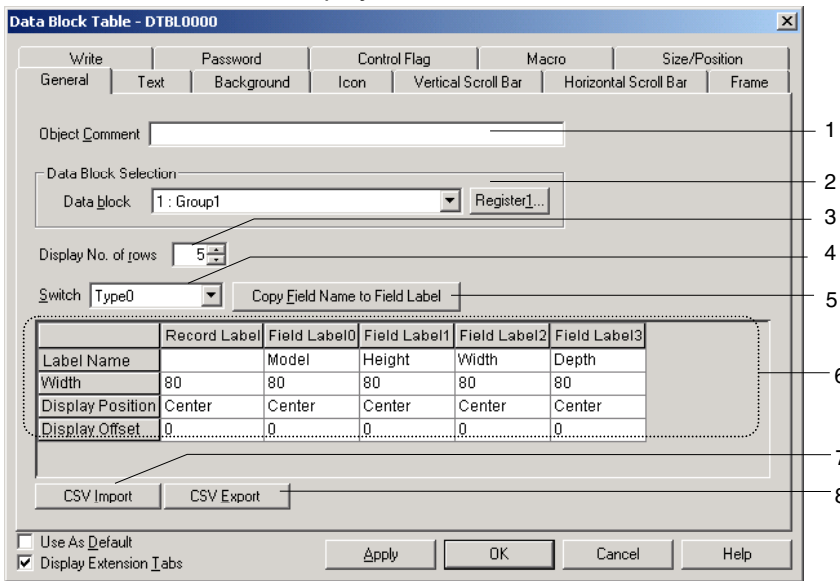 Data Block Table - DTBL0000
Write Password Control Flag Macro Size/Position
General Text Background Icon Vertical Scroll Bar Horizontal Scroll Bar Frame
Object Comment 1
Data Block Selection 2
Data block 1 : Group1 Register1...
3
Display No. of rows 5
4
Switch Type0 Copy Field Name to Field Label 5
Record Label Field Label0 Field Label1 Field Label2 Field Label3
Label Name Model Height Width Depth
Width 80 80 80 80 80
6
Display Position Center Center Center Center Center
Display Offset 0 0 0 0 0
7
CSV Import CSV Export 8
Use As Default
Display Extension Tabs
Apply OK Cancel Help